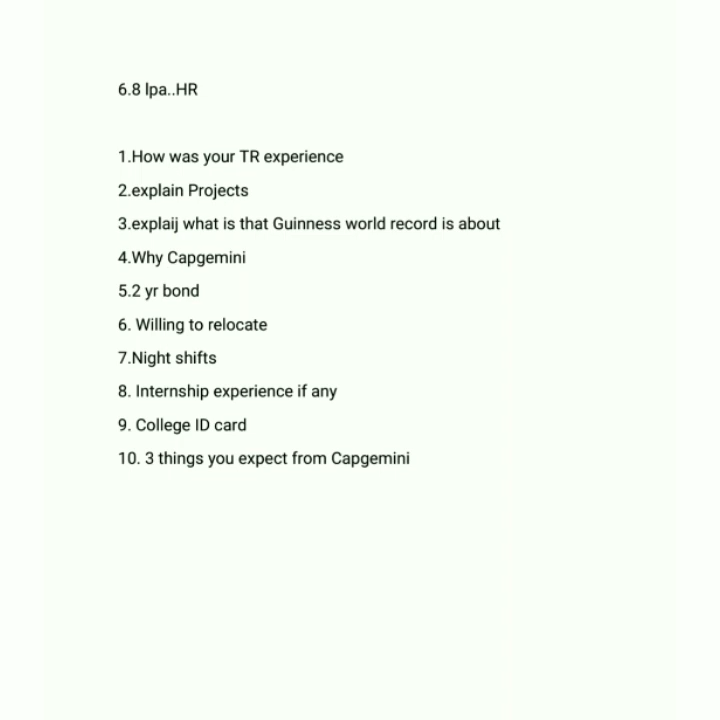 6.8 lpa..HR
1.How was your TR experience
2.explain Projects
3.explaij what is that Guinness world record is about
4.Why Capgemini
5.2 yr bond
6. Willing to relocate
7.Night shifts
8. Internship experience if any
9. College ID card
10. 3 things you expect from Capgemini